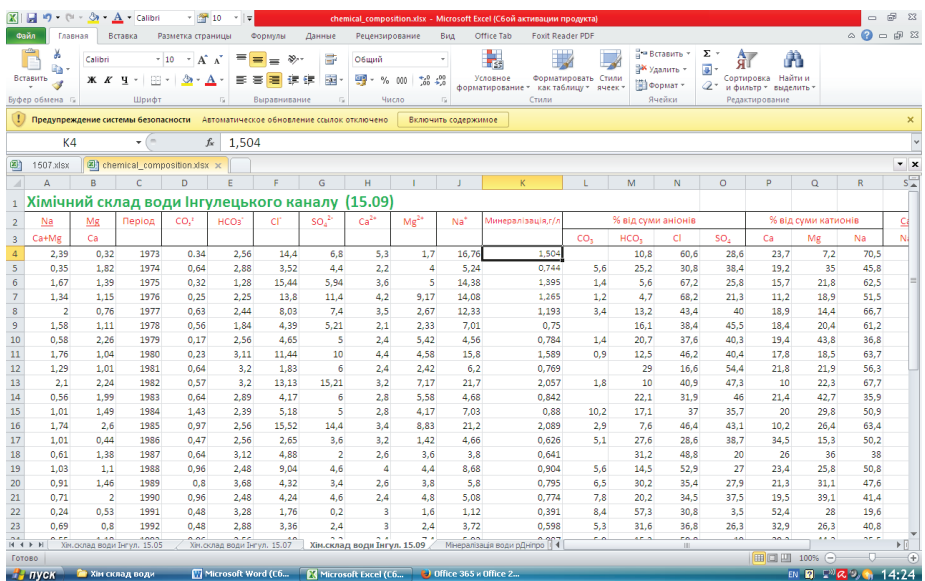 chemical_composition.xlsx - Microsoft Excel (Сбой активации продукта)
Calibri 10
Файл Главная Вставка Разметка страницы Формулы Данные Рецензирование Вид Office Tab Foxit Reader PDF
Вставить Calibri 10 Общий Условное форматирование Форматировать как таблицу Стили ячеек Вставить Удалить Формат Сортировка и фильтр Найти и выделить
Буфер обмена Шрифт Выравнивание Число Стили Ячейки Редактирование
Предупреждение системы безопасности Автоматическое обновление ссылок отключено Включить содержимое
K4 fx 1,504
1507.xlsx chemical_composition.xlsx
A B C D E F G H I J K L M N O P Q R S
1 Хімічний склад води Інгулецького каналу (15.09)
2 Na Mg Період CO₃² HCO₃⁻ Cl⁻ SO₄²⁻ Ca²⁺ Mg²⁺ Na⁺ Минералізація,г/л % від суми аніонів % від суми катионів
3 Ca+Mg Ca CO₃ HCO₃ Cl SO₄ Ca Mg Na
4 2,39 0,32 1973 0.34 2,56 14,4 6,8 5,3 1,7 16,76 1,504 10,8 60,6 28,6 23,7 7,2 70,5
5 0,35 1,82 1974 0,64 2,88 3,52 4,4 2,2 4 5,24 0,744 5,6 25,2 30,8 38,4 19,2 35 45,8
6 1,67 1,39 1975 0,32 1,28 15,44 5,94 3,6 5 14,38 1,395 1,4 5,6 67,2 25,8 15,7 21,8 62,5
7 1,34 1,15 1976 0,25 2,25 13,8 11,4 4,2 9,17 14,08 1,265 1,2 4,7 68,2 21,3 11,2 18,9 51,5
8 2 0,76 1977 0,63 2,44 8,03 7,4 3,5 2,67 12,33 1,193 3,4 13,2 43,4 40 18,9 14,4 66,7
9 1,58 1,11 1978 0,56 1,84 4,39 5,21 2,1 2,33 7,01 0,75 16,1 38,4 45,5 18,4 20,4 61,2
10 0,58 2,26 1979 0,17 2,56 4,65 5 2,4 5,42 4,56 0,784 1,4 20,7 37,6 40,3 19,4 43,8 36,8
11 1,76 1,04 1980 0,23 3,11 11,44 10 4,4 4,58 15,8 1,589 0,9 12,5 46,2 40,4 17,8 18,5 63,7
12 1,29 1,01 1981 0,64 3,2 1,83 6 2,4 2,42 6,2 0,769 29 16,6 54,4 21,8 21,9 56,3
13 2,1 2,24 1982 0,57 3,2 13,13 15,21 3,2 7,17 21,7 2,057 1,8 10 40,9 47,3 10 22,3 67,7
14 0,56 1,99 1983 0,64 2,89 4,17 6 2,8 5,58 4,68 0,842 22,1 31,9 46 21,4 42,7 35,9
15 1,01 1,49 1984 1,43 2,39 5,18 5 2,8 4,17 7,03 0,88 10,2 17,1 37 35,7 20 29,8 50,9
16 1,74 2,6 1985 0,97 2,56 15,52 14,4 3,4 8,83 21,2 2,089 2,9 7,6 46,4 43,1 10,2 26,4 63,4
17 1,01 0,44 1986 0,47 2,56 2,65 3,6 3,2 1,42 4,66 0,626 5,1 27,6 28,6 38,7 34,5 15,3 50,2
18 0,61 1,38 1987 0,64 3,12 4,88 2 2,6 3,6 3,8 0,641 31,2 48,8 20 26 36 38
19 1,03 1,1 1988 0,96 2,48 9,04 4,6 4 4,4 8,68 0,904 5,6 14,5 52,9 27 23,4 25,8 50,8
20 0,91 1,46 1989 0,8 3,68 4,32 3,4 2,6 3,8 5,8 0,795 6,5 30,2 35,4 27,9 21,3 31,1 47,6
21 0,71 2 1990 0,96 2,48 4,24 4,6 2,4 4,8 5,08 0,774 7,8 20,2 34,5 37,5 19,5 39,1 41,4
22 0,24 0,53 1991 0,48 3,28 1,76 0,2 3 1,6 1,12 0,391 8,4 57,3 30,8 3,5 52,4 28 19,6
23 0,69 0,8 1992 0,48 2,88 3,36 2,4 3 2,4 3,72 0,598 5,3 31,6 36,8 26,3 32,9 26,3 40,8
Хім.склад води Інгул. 15.05 Хім.склад води Інгул. 15.07 Хім.склад води Інгул. 15.09 Мінералізація води рДніпро
Готово 100%
пуск Хім склад води Microsoft Word (Сб... Microsoft Excel (Сб... Office 365 и Office 2... EN 14:24